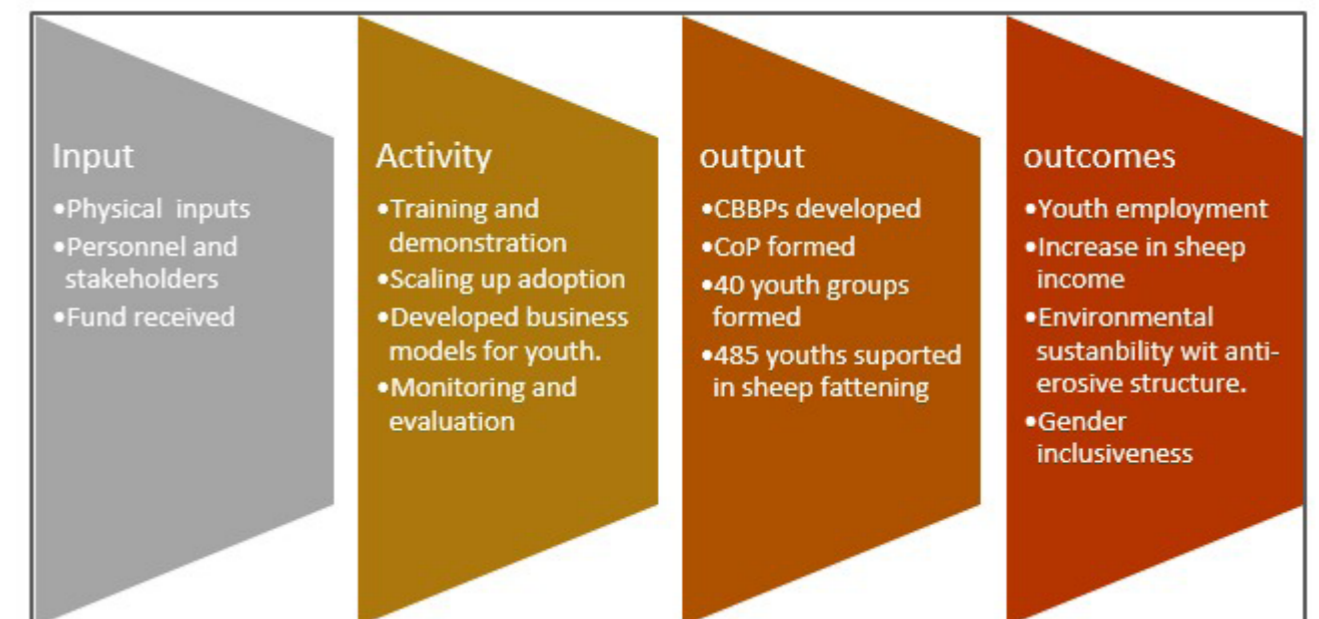 Input
•Physical inputs
•Personnel and
stakeholders
•Fund received
Activity
•Training and
demonstration
•Scaling up adoption
•Developed business
models for youth.
•Monitoring and
evaluation
output
•CBBPs developed
•CoP formed
•40 youth groups
formed
•485 youths suported
in sheep fattening
outcomes
•Youth employment
•Increase in sheep
income
•Environmental
sustanbility wit anti-
erosive structure.
•Gender
inclusiveness